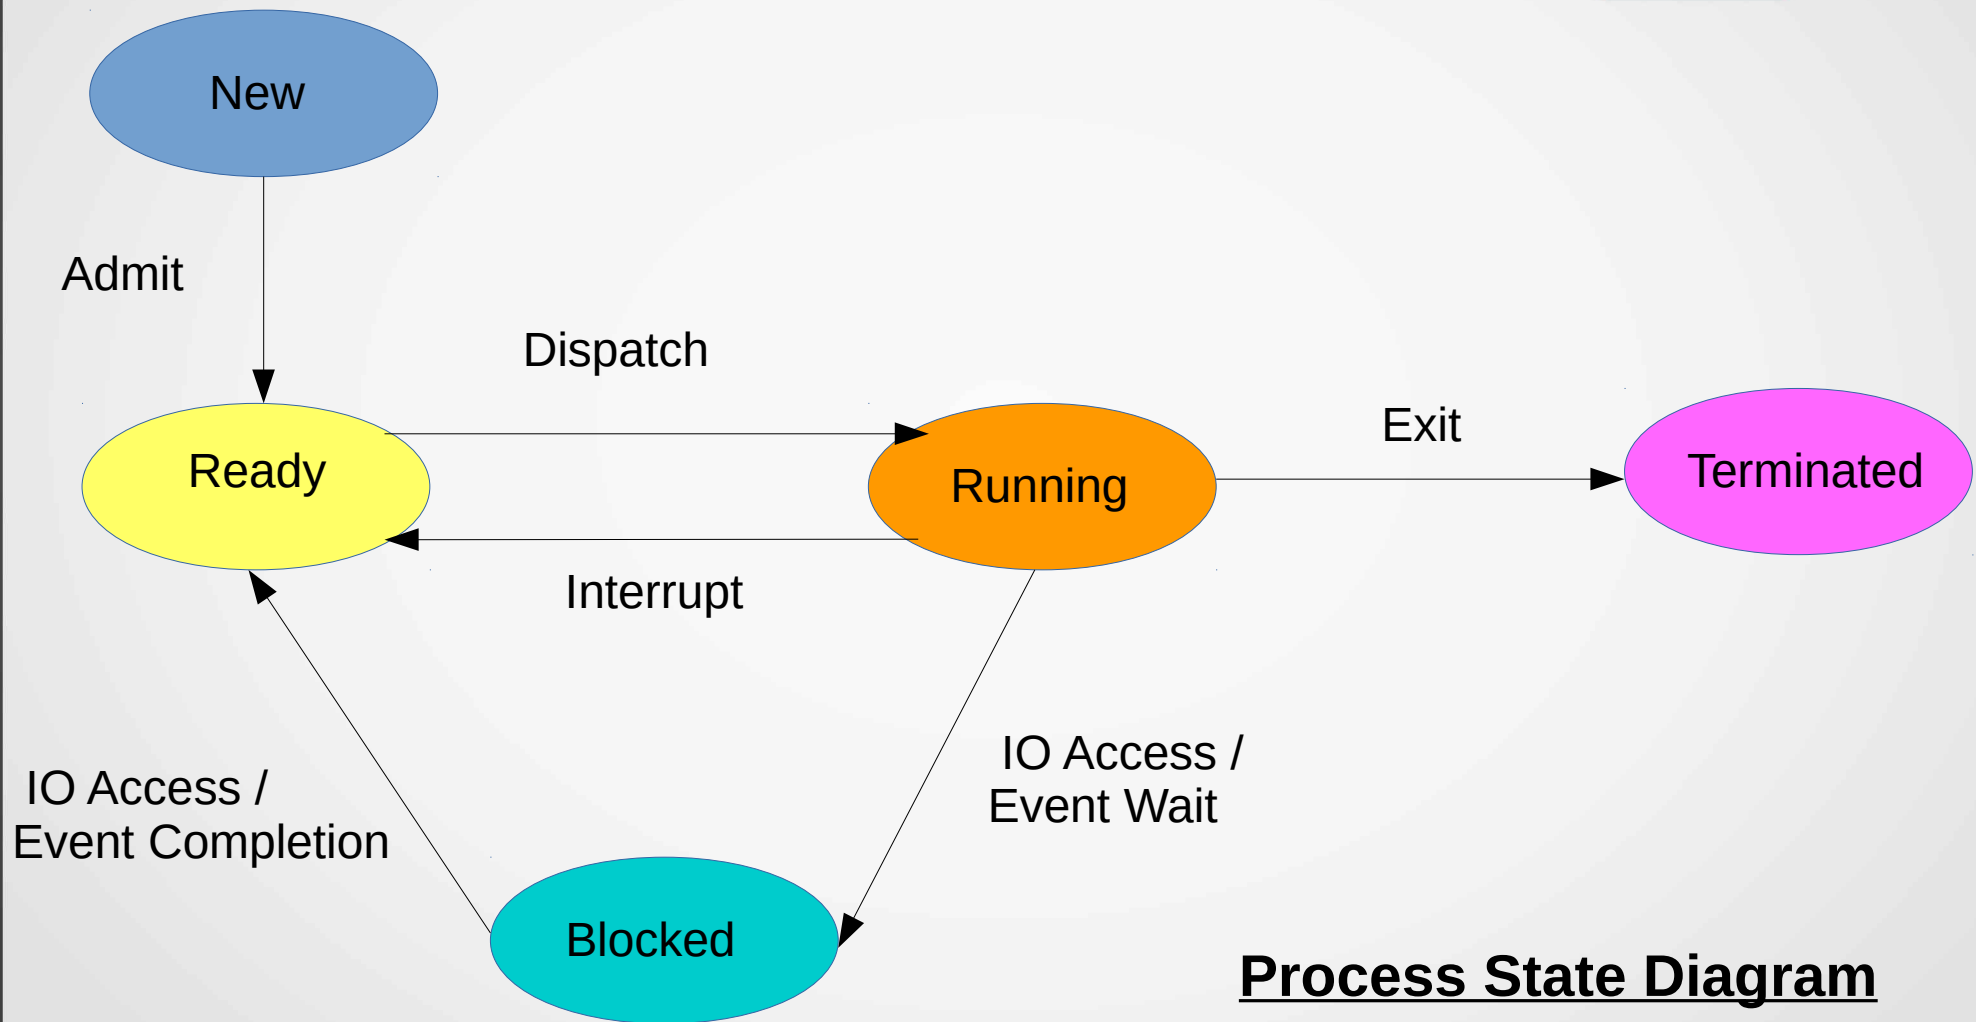 New
Admit
Dispatch
Exit
Ready
Running
Terminated
Interrupt
IO Access /
Event Wait
IO Access /
Event Completion
Blocked
Process State Diagram